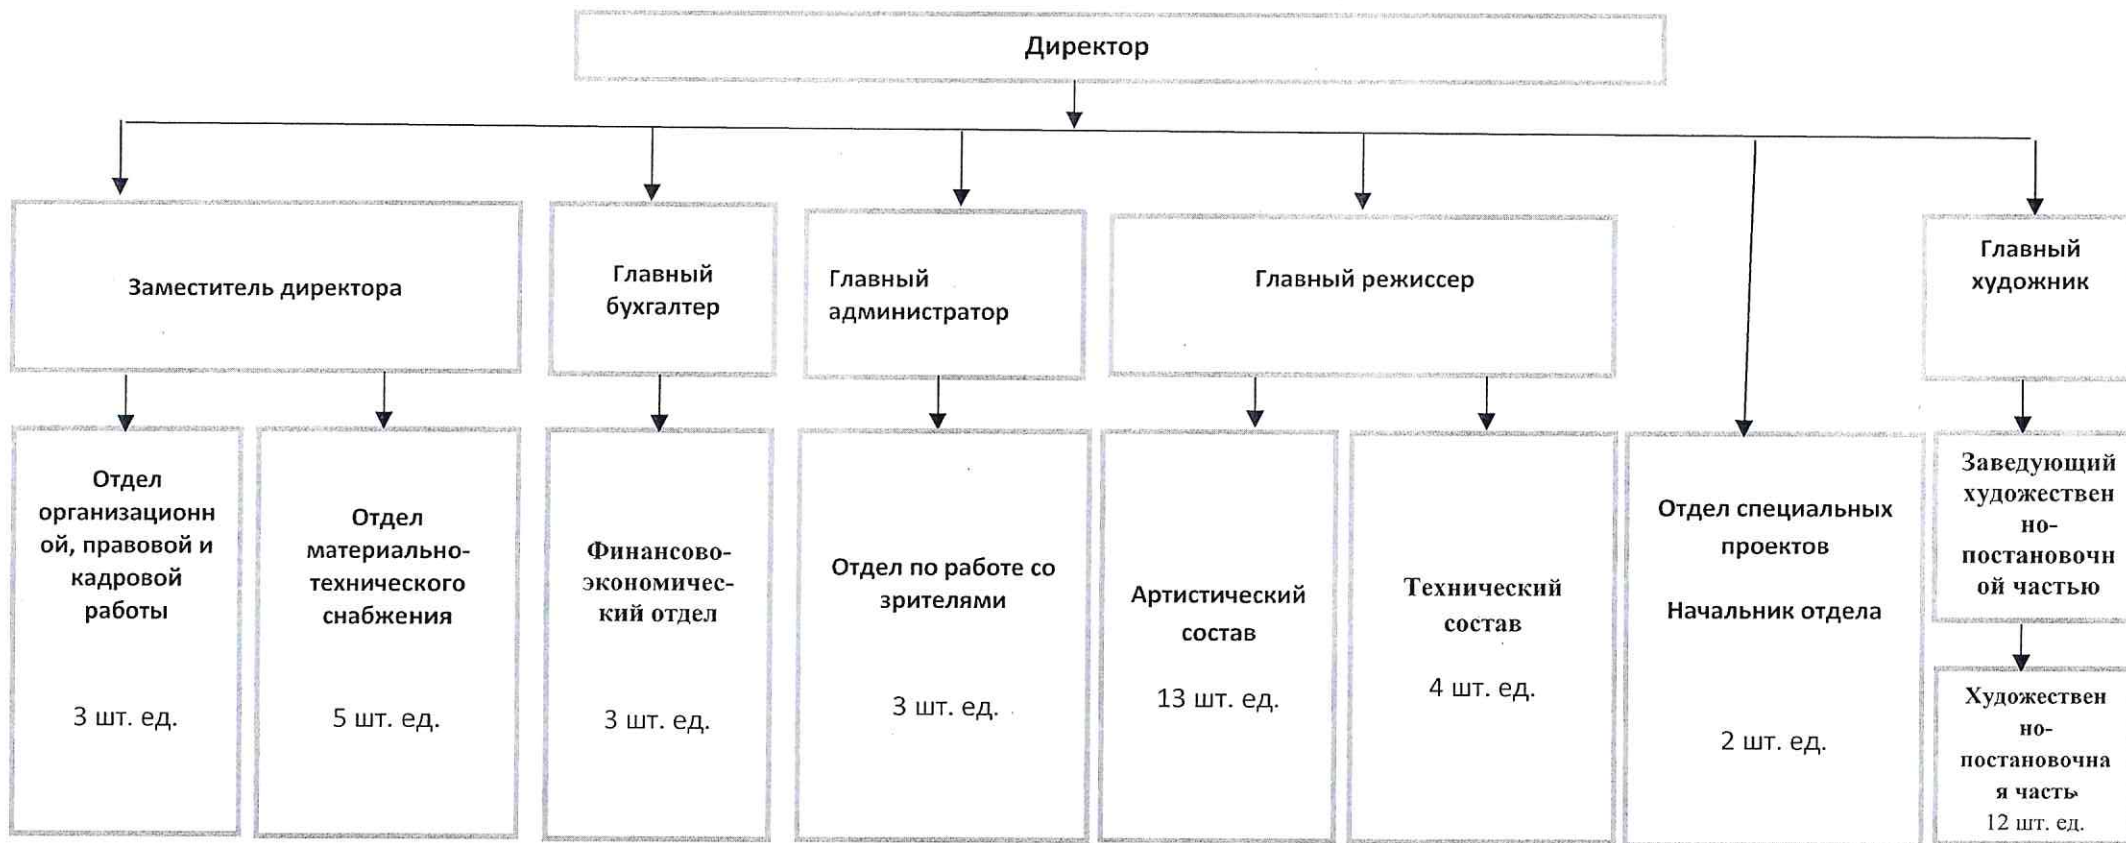 Директор
Заместитель директора
Главный
бухгалтер
Главный
администратор
Главный режиссер
Главный
художник
Отдел
организационн
ой, правовой и
кадровой
работы
3 шт. ед.
Отдел
материально-
технического
снабжения
5 шт. ед.
Финансово-
экономичес-
кий отдел
3 шт. ед.
Отдел по работе со
зрителями
3 шт. ед.
Артистический
состав
13 шт. ед.
Технический
состав
4 шт. ед.
Отдел специальных
проектов
Начальник отдела
2 шт. ед.
Заведующий
художествен
но-
постановочн
ой частью
Художествен
но-
постановочна
я часть
12 шт. ед.